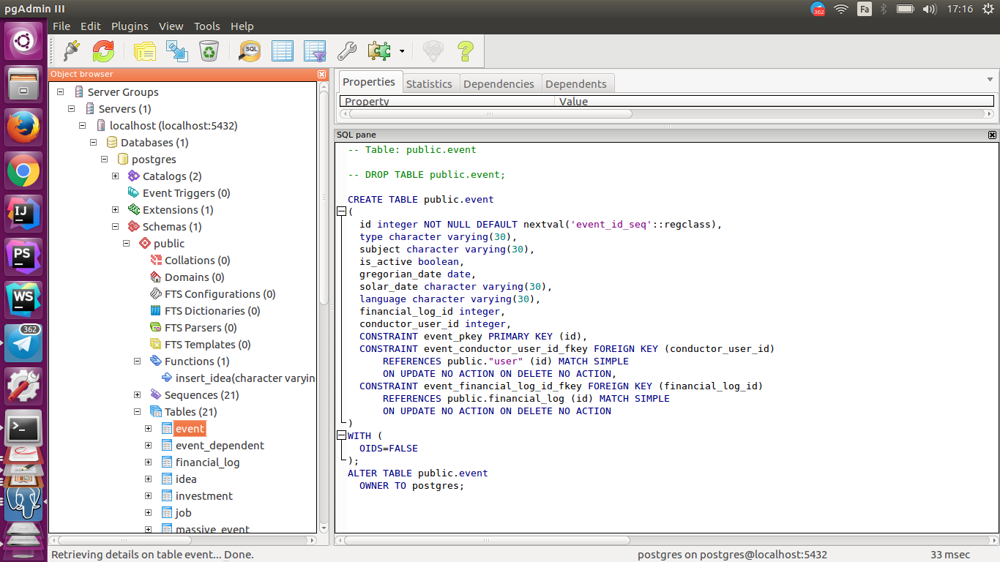 pgAdmin III
362
Fa
17:16
File Edit Plugins View Tools Help
SQL
Object browser
Server Groups
Servers (1)
localhost (localhost:5432)
Databases (1)
postgres
Catalogs (2)
Event Triggers (0)
Extensions (1)
Schemas (1)
public
Collations (0)
Domains (0)
FTS Configurations (0)
FTS Dictionaries (0)
FTS Parsers (0)
FTS Templates (0)
Functions (1)
insert_idea(character varyin
Sequences (21)
Tables (21)
event
event_dependent
financial_log
idea
investment
job
massive_event
IJ
PS
WS
362
Properties Statistics Dependencies Dependents
Property Value
SQL pane
-- Table: public.event
-- DROP TABLE public.event;
CREATE TABLE public.event
(
id integer NOT NULL DEFAULT nextval('event_id_seq'::regclass),
type character varying(30),
subject character varying(30),
is_active boolean,
gregorian_date date,
solar_date character varying(30),
language character varying(30),
financial_log_id integer,
conductor_user_id integer,
CONSTRAINT event_pkey PRIMARY KEY (id),
CONSTRAINT event_conductor_user_id_fkey FOREIGN KEY (conductor_user_id)
REFERENCES public."user" (id) MATCH SIMPLE
ON UPDATE NO ACTION ON DELETE NO ACTION,
CONSTRAINT event_financial_log_id_fkey FOREIGN KEY (financial_log_id)
REFERENCES public.financial_log (id) MATCH SIMPLE
ON UPDATE NO ACTION ON DELETE NO ACTION
)
WITH (
OIDS=FALSE
);
ALTER TABLE public.event
OWNER TO postgres;
Retrieving details on table event... Done.
postgres on postgres@localhost:5432
33 msec